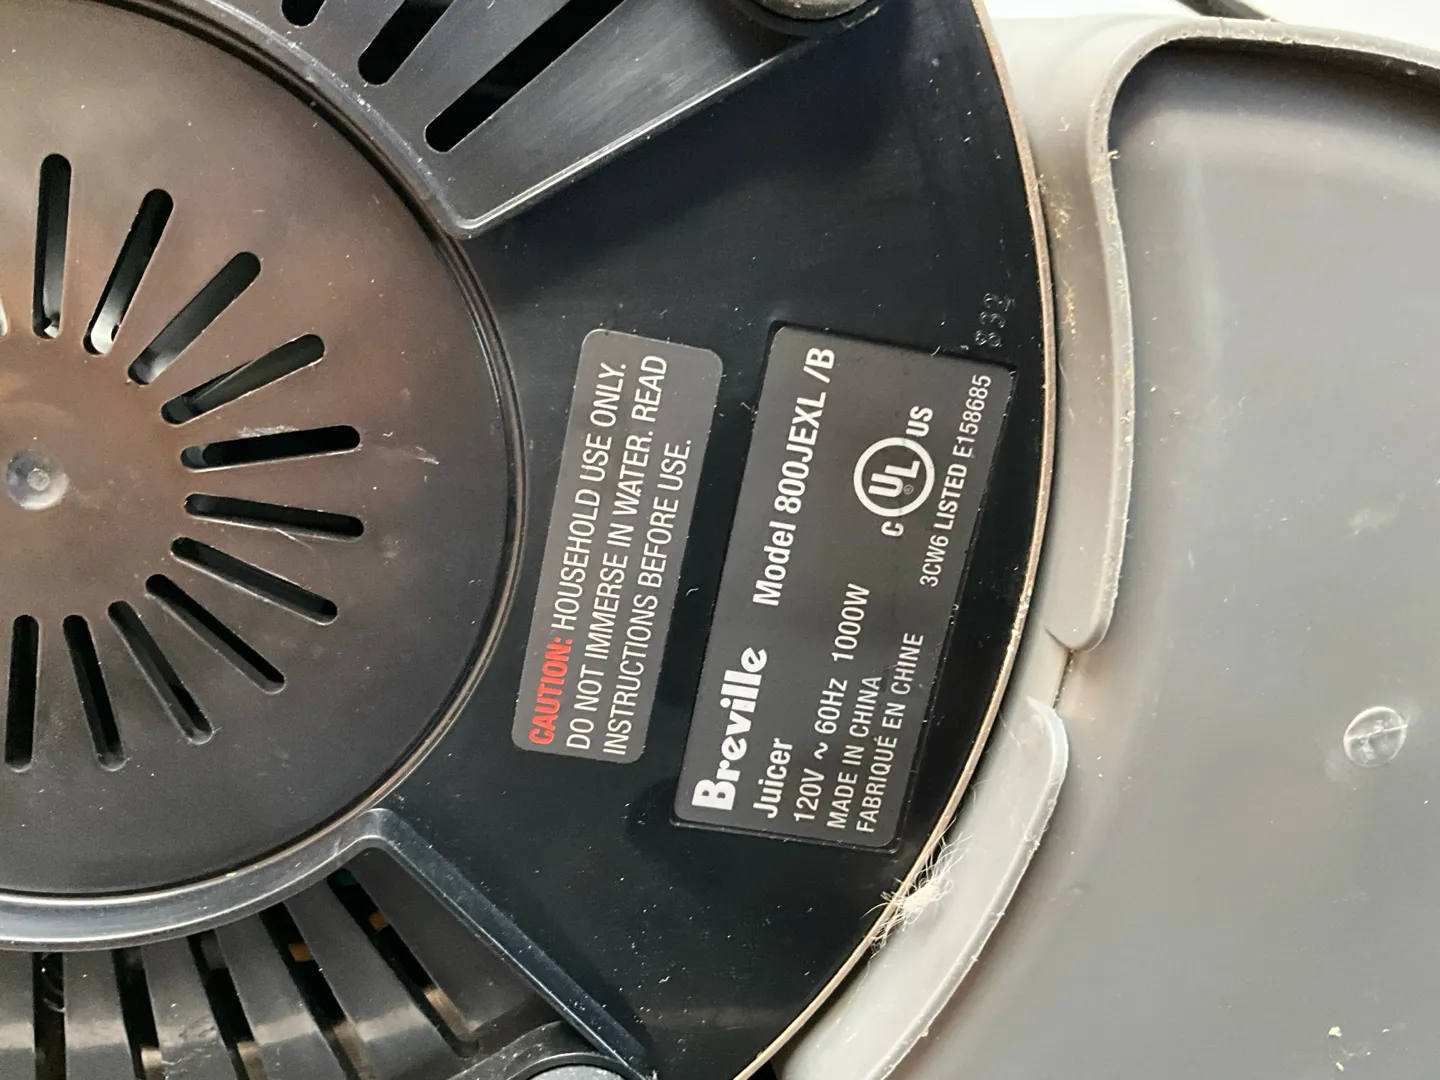 CAUTION: HOUSEHOLD USE ONLY.
DO NOT IMMERSE IN WATER. READ
INSTRUCTIONS BEFORE USE.
Breville Model 800JEXL /B
Juicer
120V ~ 60Hz 1000W
MADE IN CHINA
FABRIQUÉ EN CHINE
C UL ® US
3CW6 LISTED E158685
832